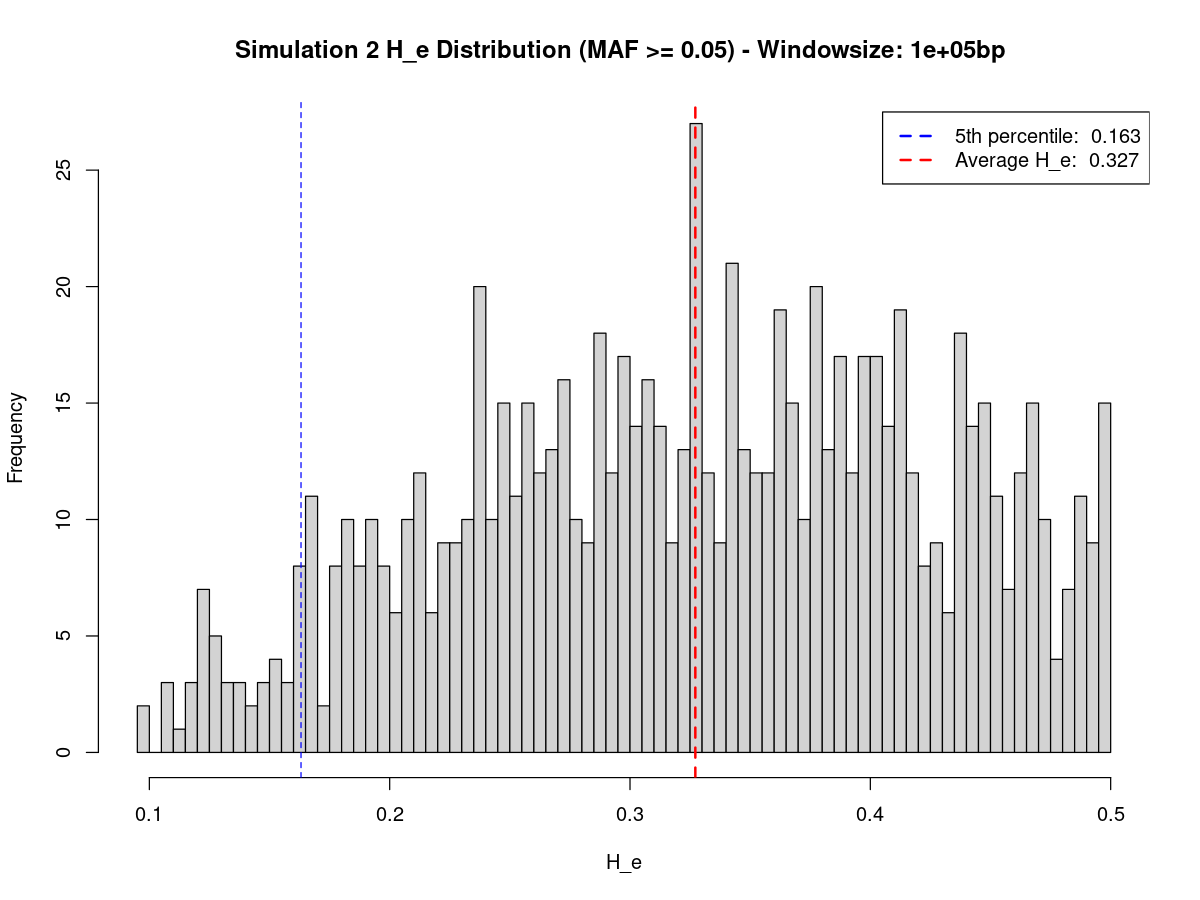 Simulation 2 H_e Distribution (MAF >= 0.05) - Windowsize: 1e+05bp
5th percentile: 0.163
Average H_e: 0.327
Frequency
25
20
15
10
5
0
0.1 0.2 0.3 0.4 0.5
H_e